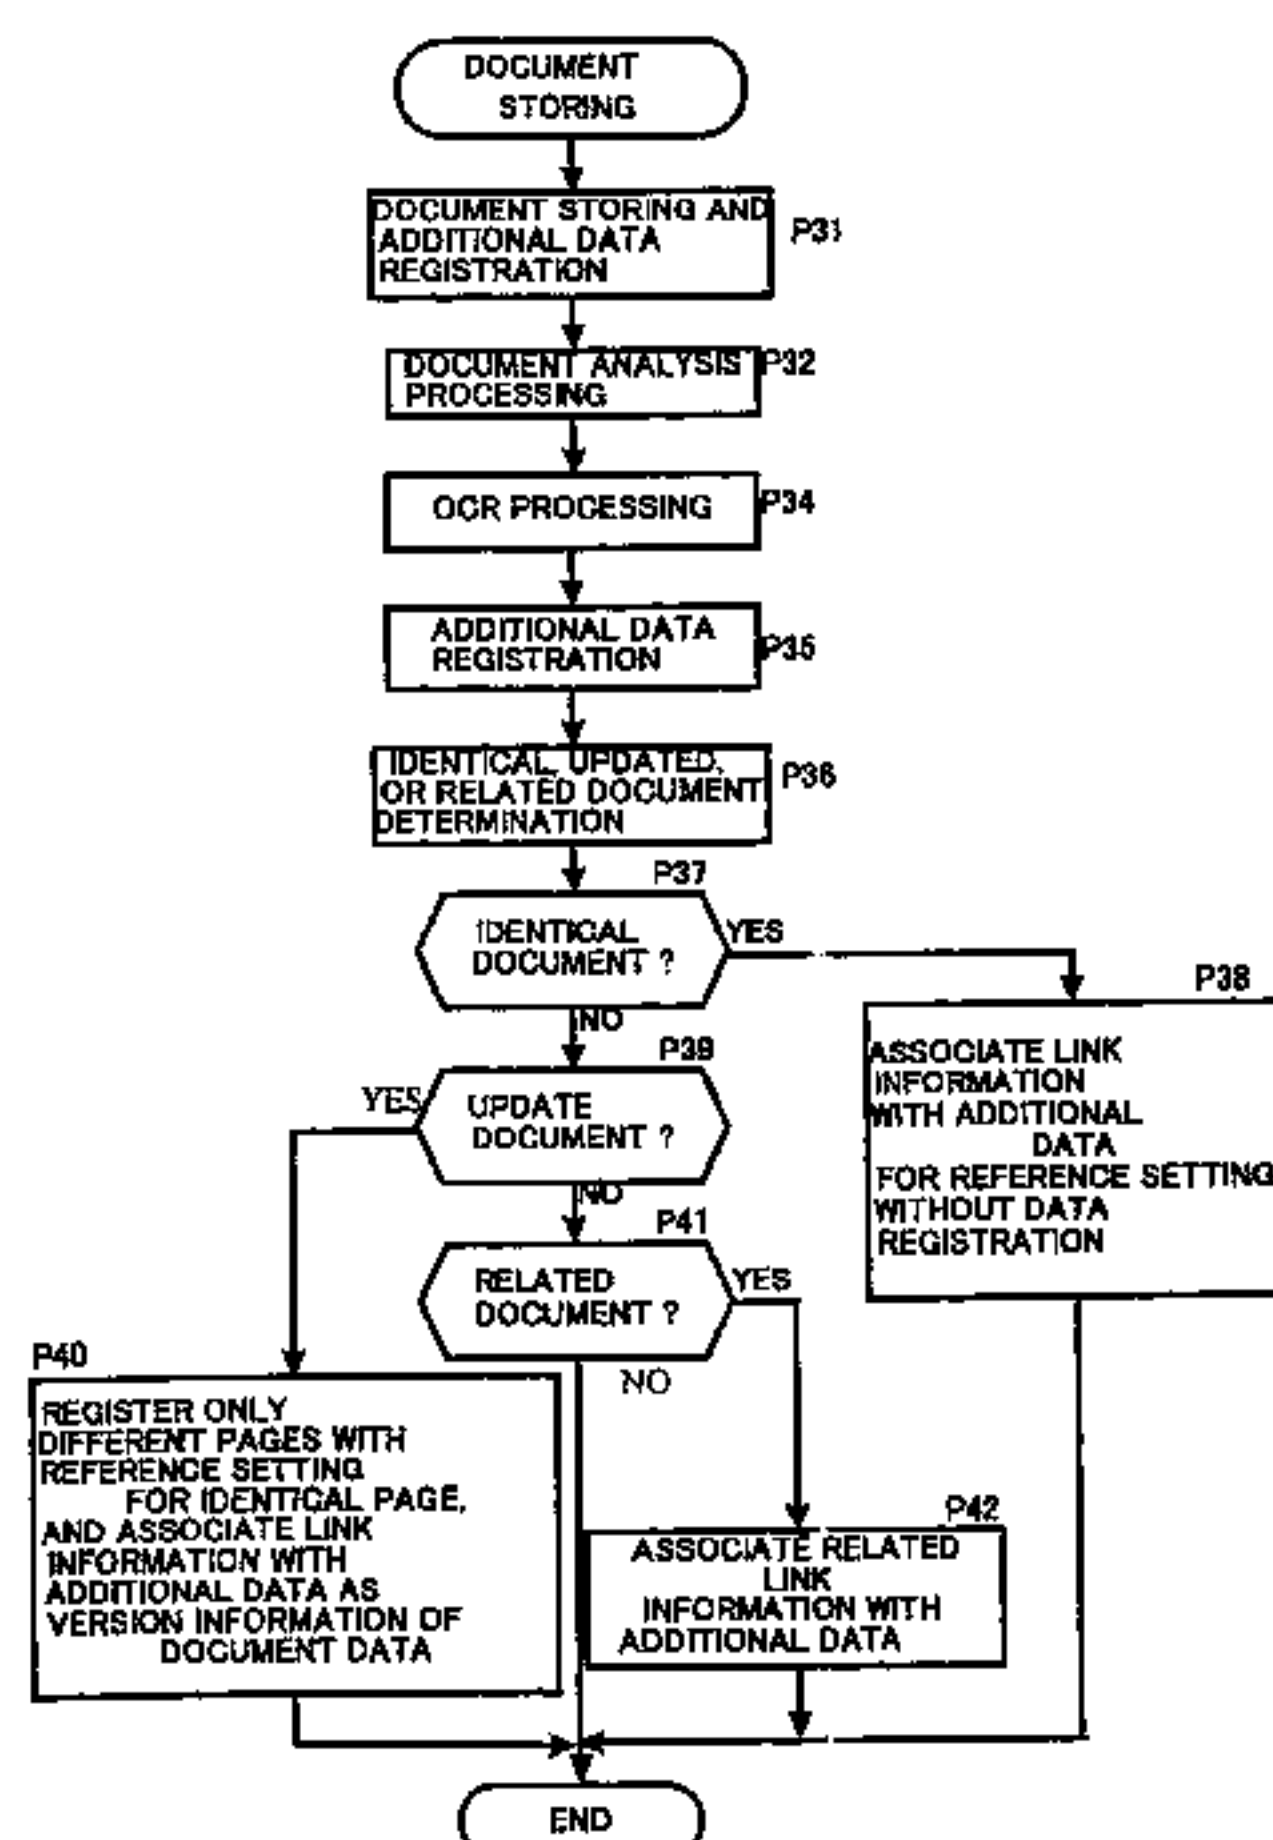 DOCUMENT
STORING
DOCUMENT STORING AND
ADDITIONAL DATA
REGISTRATION
P31
DOCUMENT ANALYSIS
PROCESSING
P32
OCR PROCESSING
P34
ADDITIONAL DATA
REGISTRATION
P35
IDENTICAL, UPDATED,
OR RELATED DOCUMENT
DETERMINATION
P36
P37
IDENTICAL
DOCUMENT ?
YES
NO
P38
ASSOCIATE LINK
INFORMATION
WITH ADDITIONAL
DATA
FOR REFERENCE SETTING
WITHOUT DATA
REGISTRATION
P39
YES
UPDATE
DOCUMENT ?
NO
P41
RELATED
DOCUMENT ?
YES
NO
P40
REGISTER ONLY
DIFFERENT PAGES WITH
REFERENCE SETTING
FOR IDENTICAL PAGE,
AND ASSOCIATE LINK
INFORMATION WITH
ADDITIONAL DATA AS
VERSION INFORMATION OF
DOCUMENT DATA
P42
ASSOCIATE RELATED
LINK
INFORMATION WITH
ADDITIONAL DATA
END